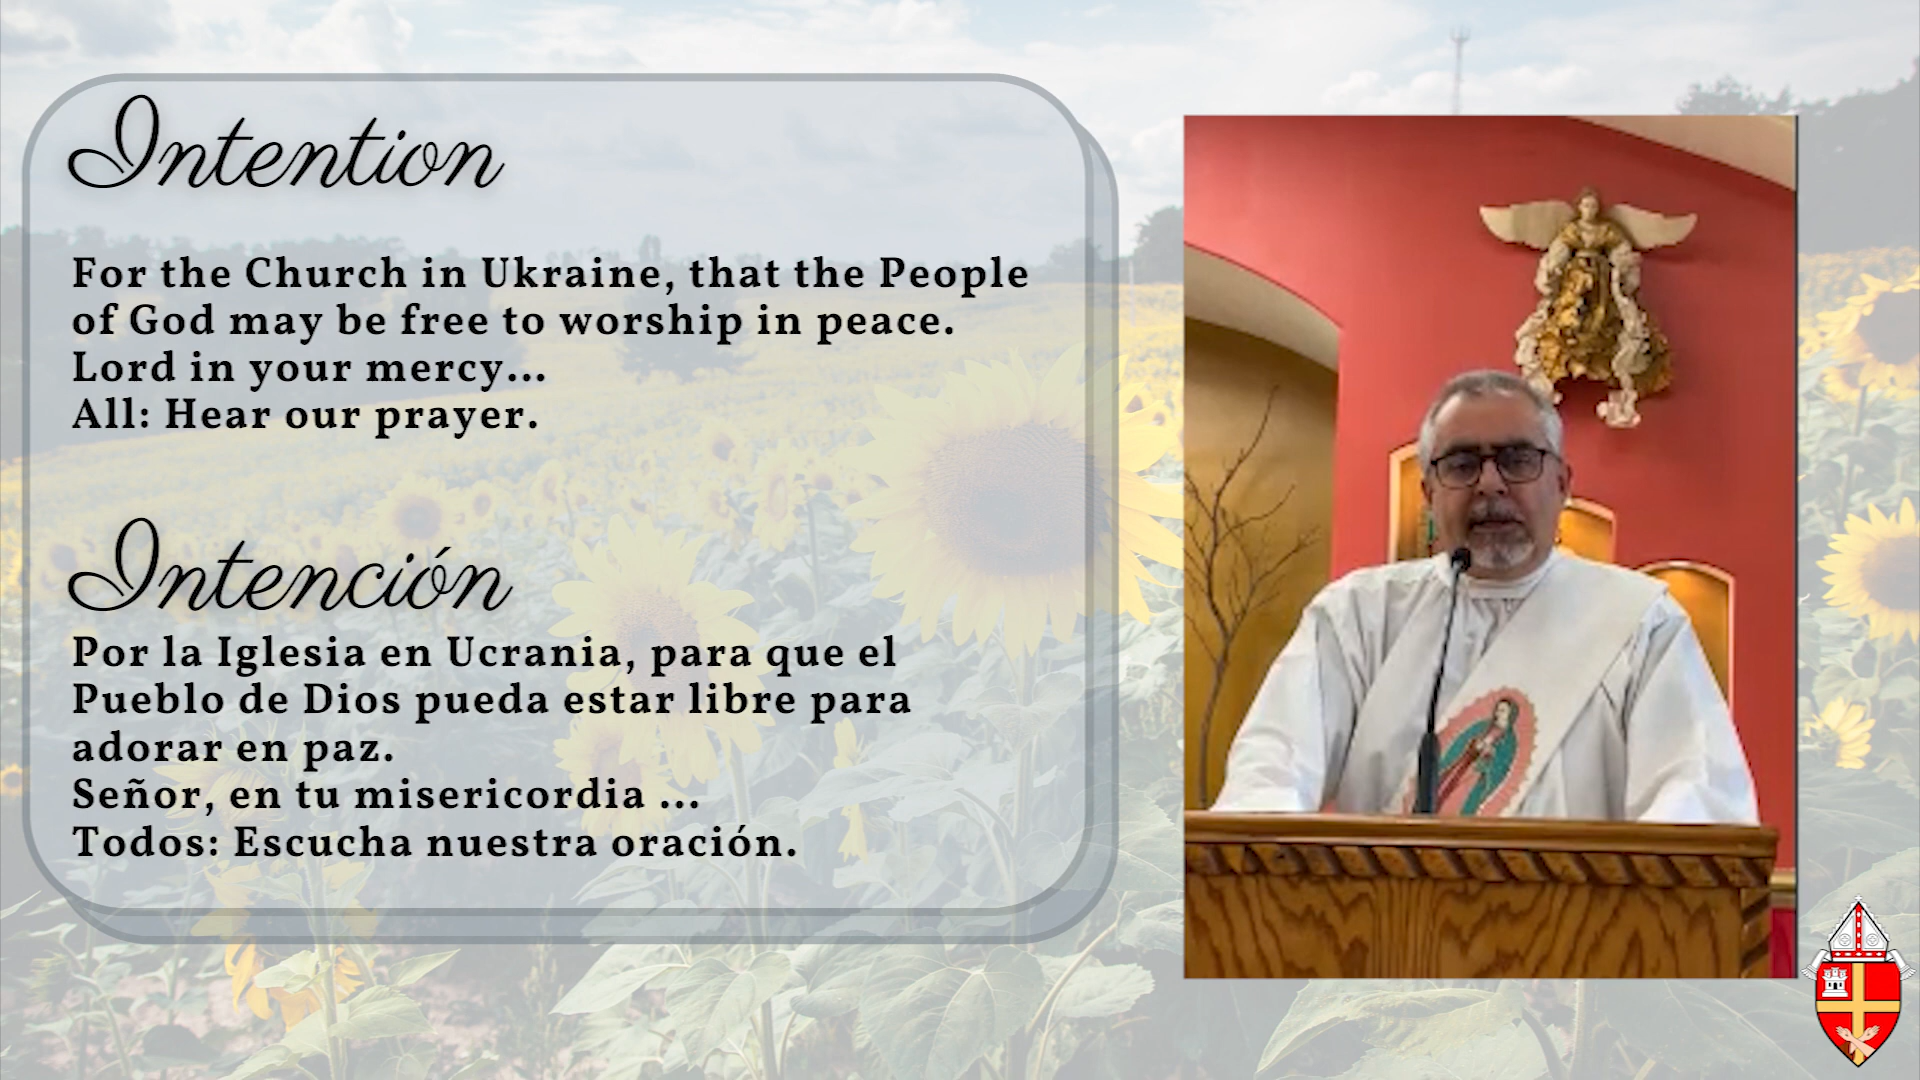 Intention
For the Church in Ukraine, that the People
of God may be free to worship in peace.
Lord in your mercy...
All: Hear our prayer.
Intención
Por la Iglesia en Ucrania, para que el
Pueblo de Dios pueda estar libre para
adorar en paz.
Señor, en tu misericordia ...
Todos: Escucha nuestra oración.